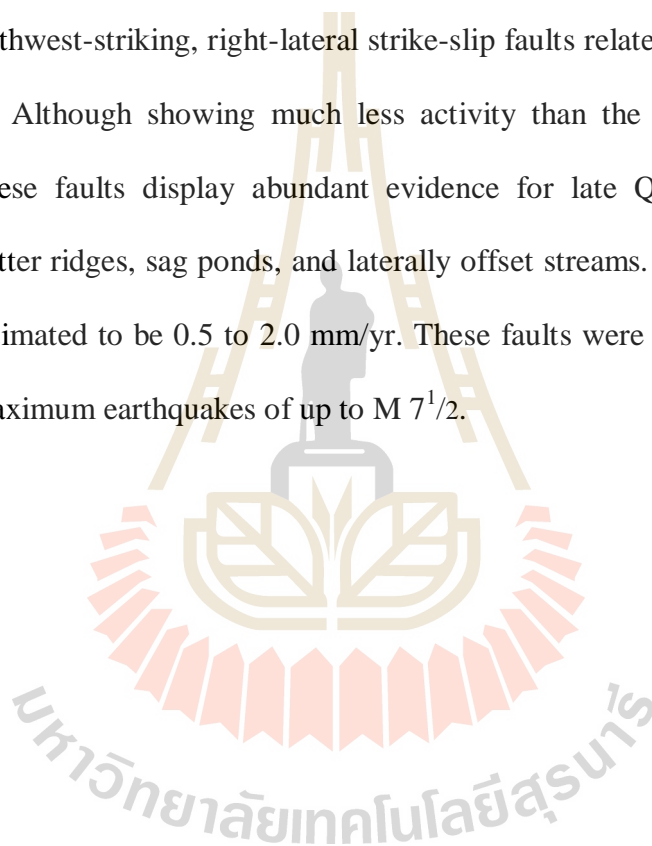 thwest-striking, right-lateral strike-slip faults relate
Although showing much less activity than the
ese faults display abundant evidence for late Q
tter ridges, sag ponds, and laterally offset streams.
imated to be 0.5 to 2.0 mm/yr. These faults were
aximum earthquakes of up to M 7 1/2.
มหาวิทยาลัยเทคโนโลยีสุรนารี